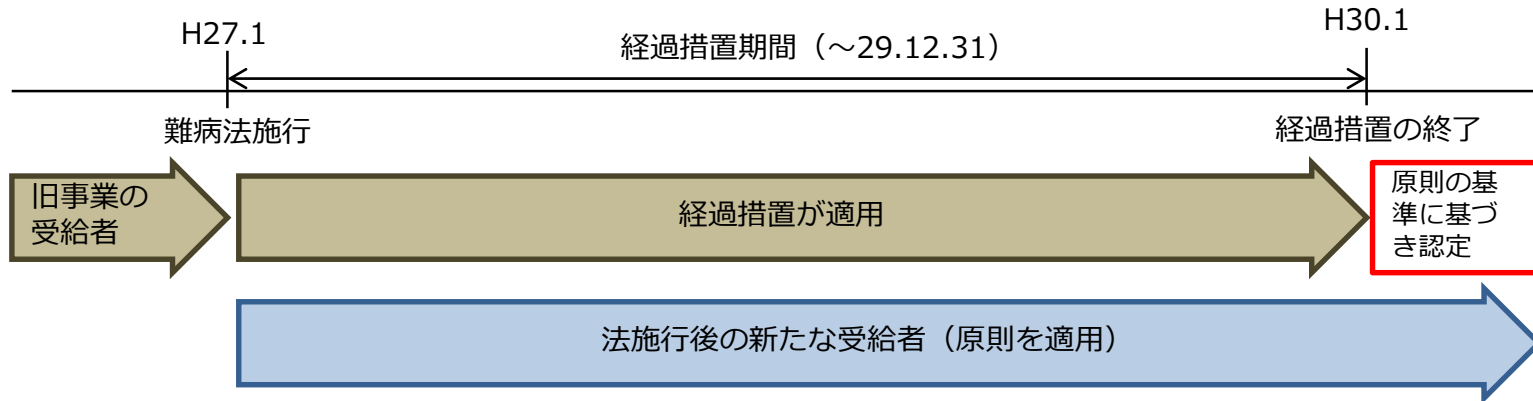 H27.1
経過措置期間（～29.12.31）
H30.1
難病法施行
経過措置の終了
旧事業の
受給者
経過措置が適用
原則の基
準に基づ
き認定
法施行後の新たな受給者（原則を適用）